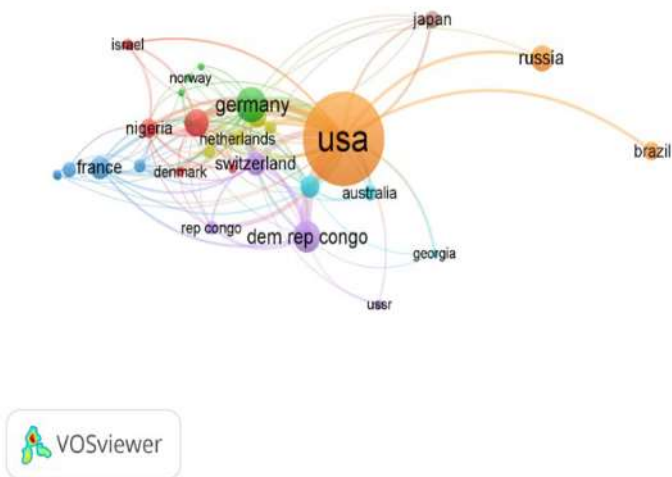 japan
israel
russia
norway
germany
usa
nigeria
netherlands
brazil
france
switzerland
denmark
australia
rep congo
dem rep congo
georgia
ussr
VOSviewer